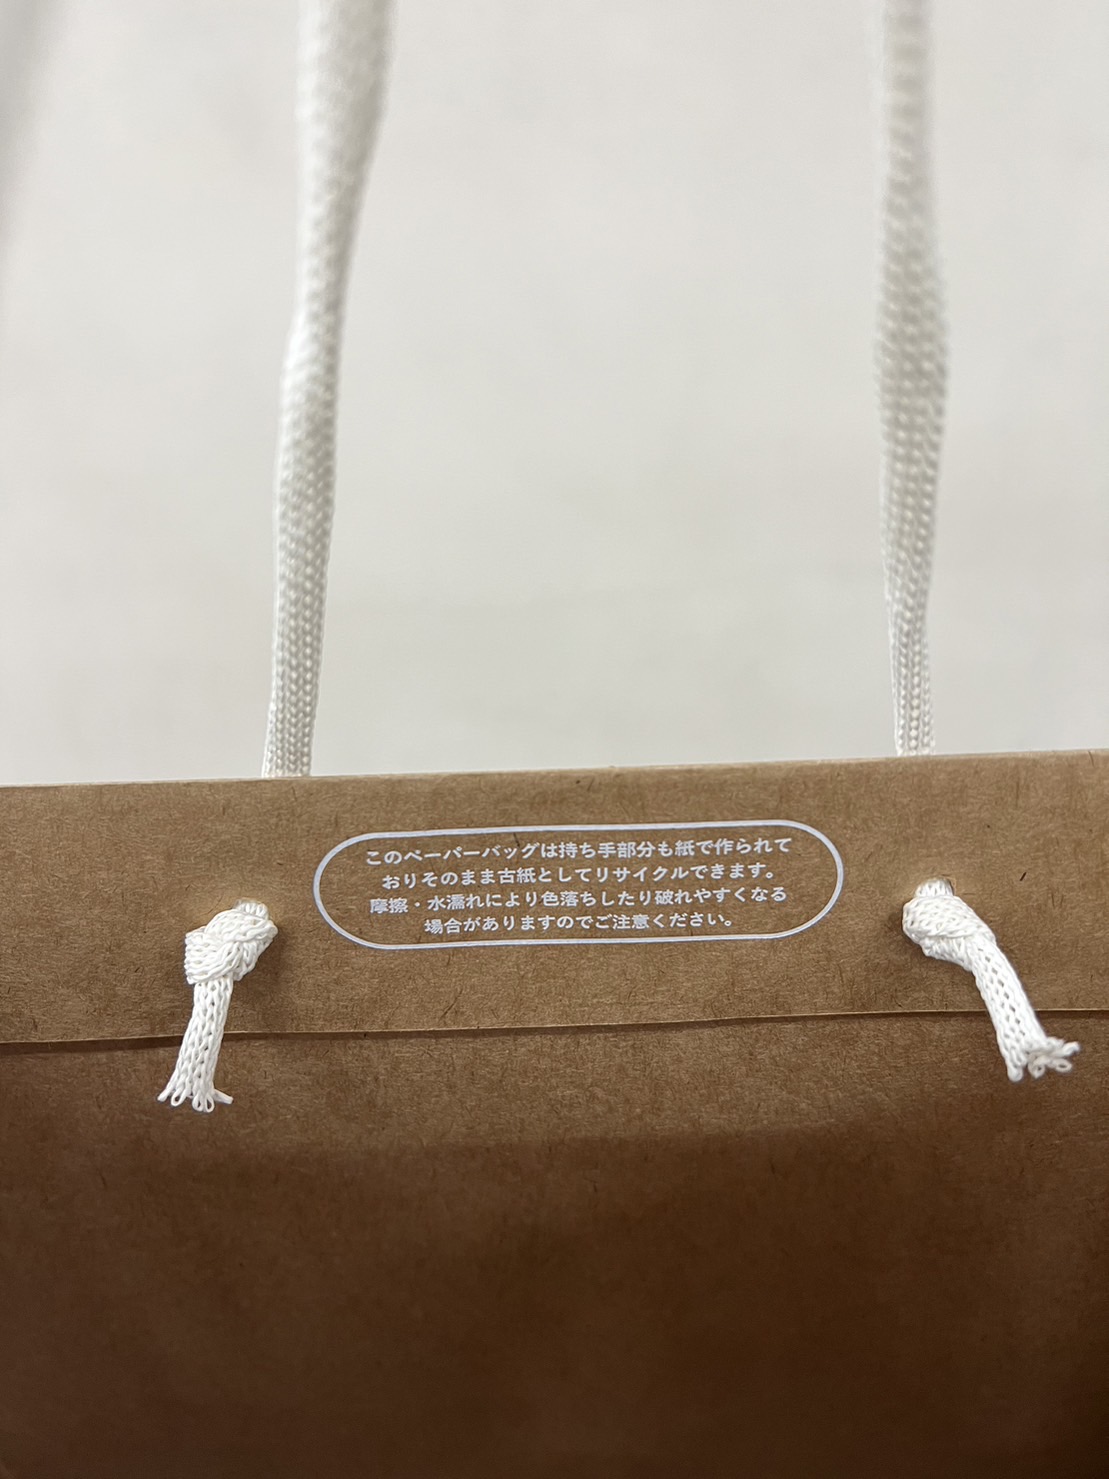 このペーパーバッグは持ち手部分も紙で作られて
おりそのまま古紙としてリサイクルできます。
摩擦・水濡れにより色落ちしたり破れやすくなる
場合がありますのでご注意ください。